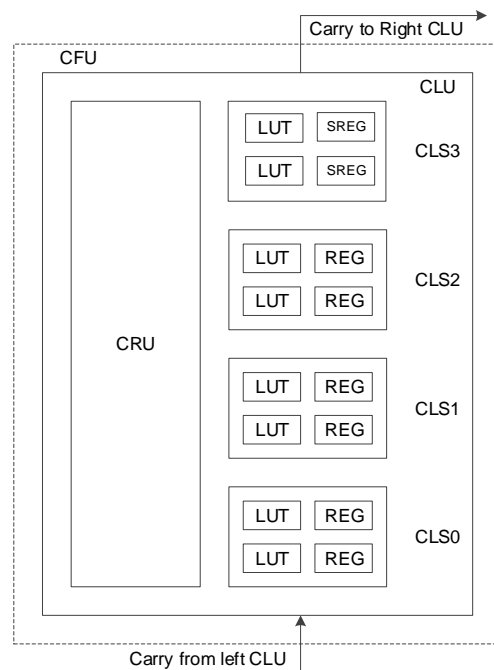 Carry to Right CLU
CFU
CLU
LUT SREG
LUT SREG
CLS3
LUT REG
LUT REG
CLS2
CRU
LUT REG
LUT REG
CLS1
LUT REG
LUT REG
CLS0
Carry from left CLU